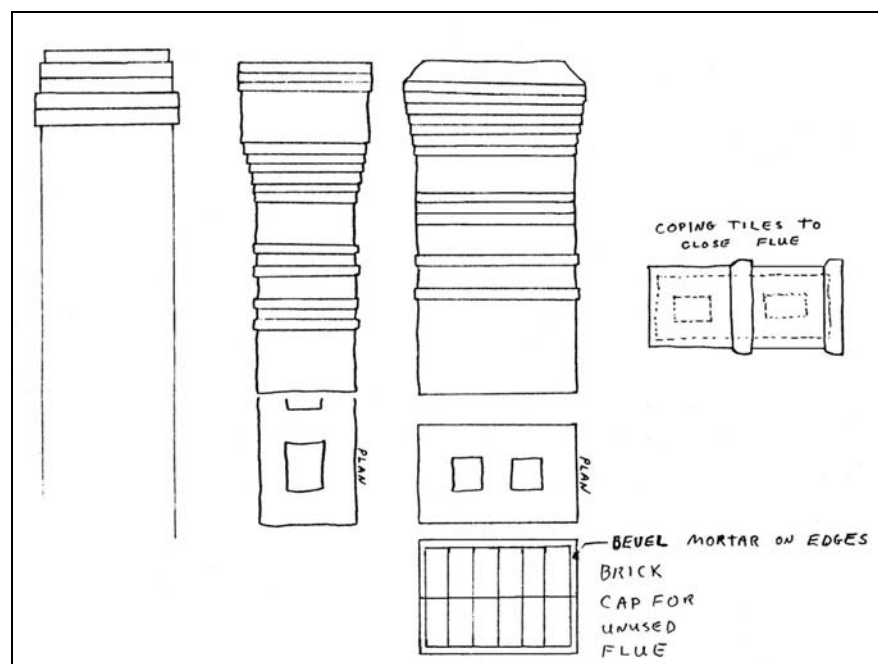 COPING TILES TO
CLOSE FLUE
PLAN
PLAN
BEVEL MORTAR ON EDGES
BRICK
CAP FOR
UNUSED
FLUE